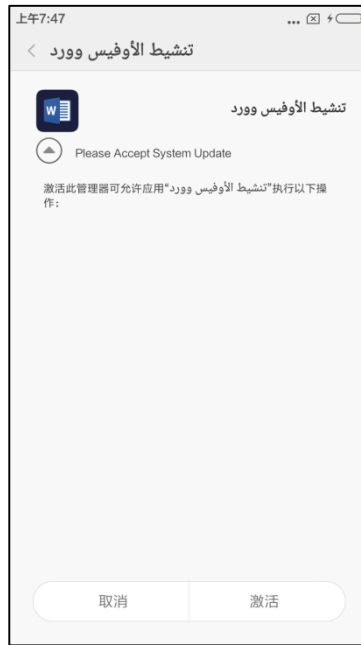 上午7:47
تنشيط الأوفيس وورد
تنشيط الأوفيس وورد
W
Please Accept System Update
激活此管理器可允许应用“تنشيط الأوفيس وورد”执行以下操
作：
取消
激活